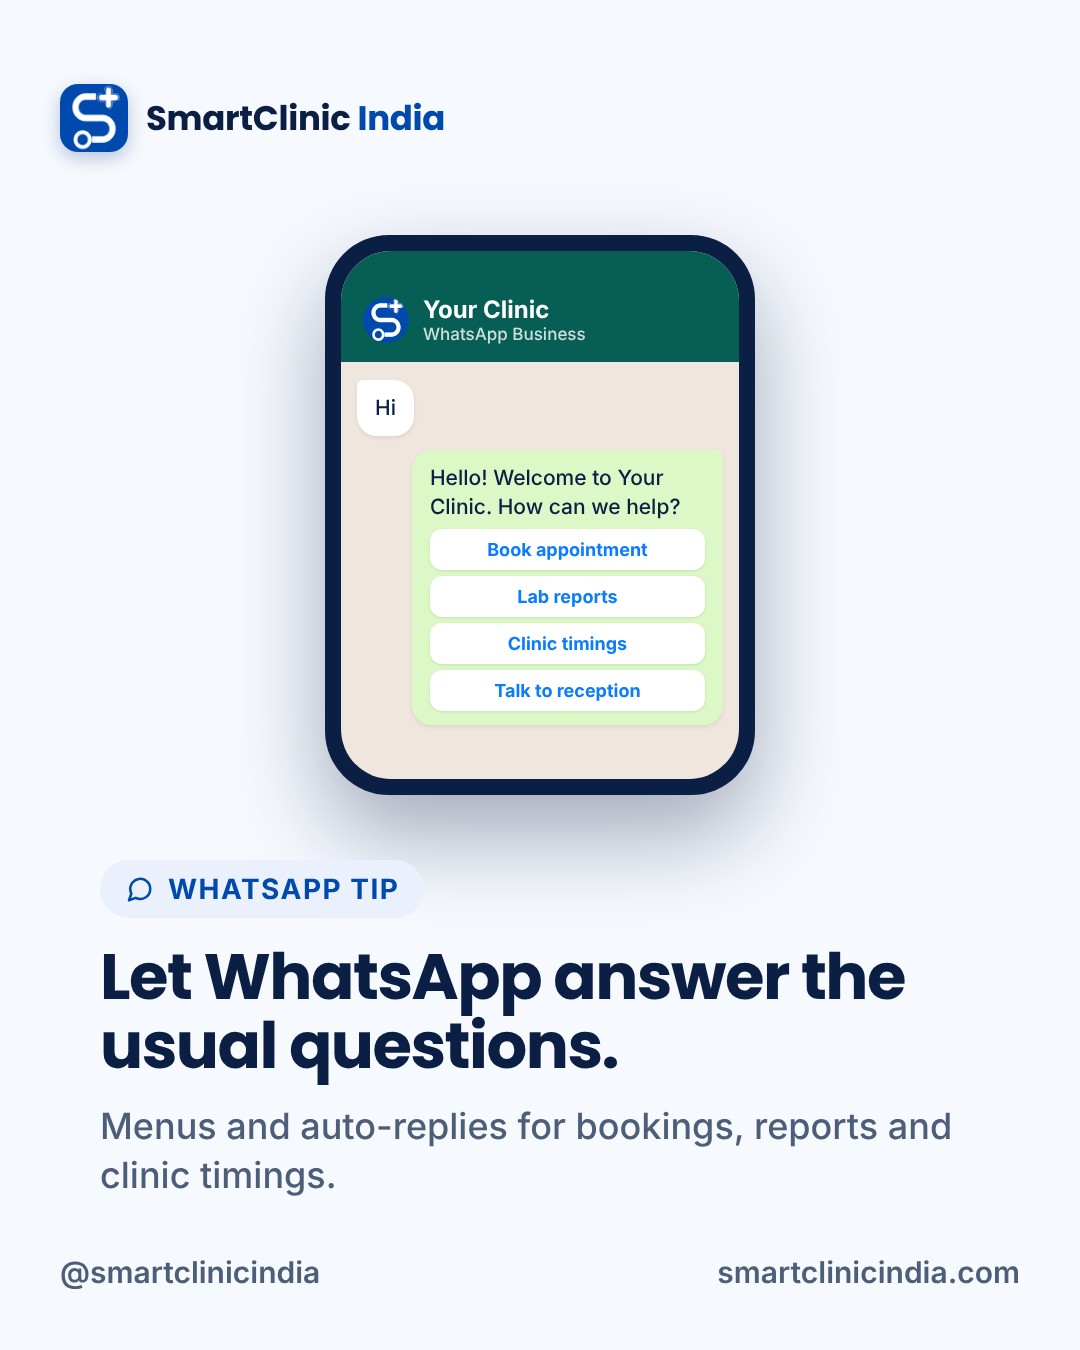 SmartClinic India
Your Clinic
WhatsApp Business
Hi
Hello! Welcome to Your
Clinic. How can we help?
Book appointment
Lab reports
Clinic timings
Talk to reception
WHATSAPP TIP
Let WhatsApp answer the
usual questions.
Menus and auto-replies for bookings, reports and
clinic timings.
@smartclinicindia
smartclinicindia.com